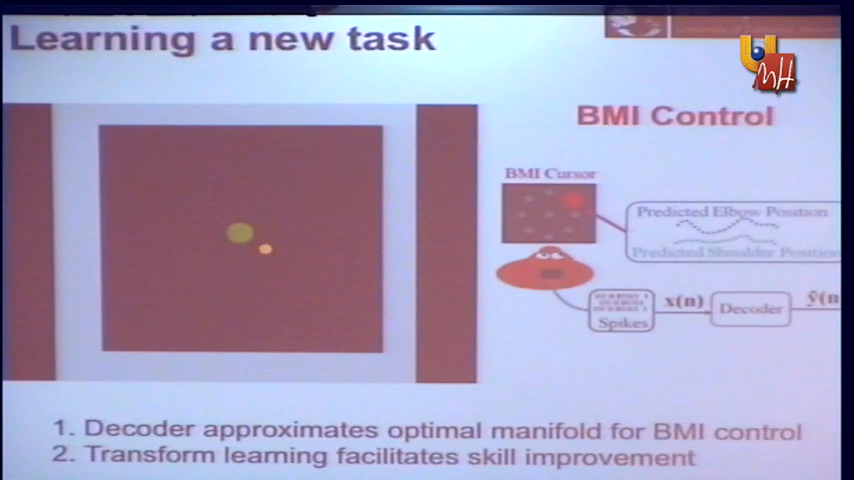 Learning a new task
BMI Control
BMI Cursor
Predicted Elbow Position
Predicted Shoulder Position
Spikes
x(n)
Decoder
ŷ(n
1. Decoder approximates optimal manifold for BMI control
2. Transform learning facilitates skill improvement
MH